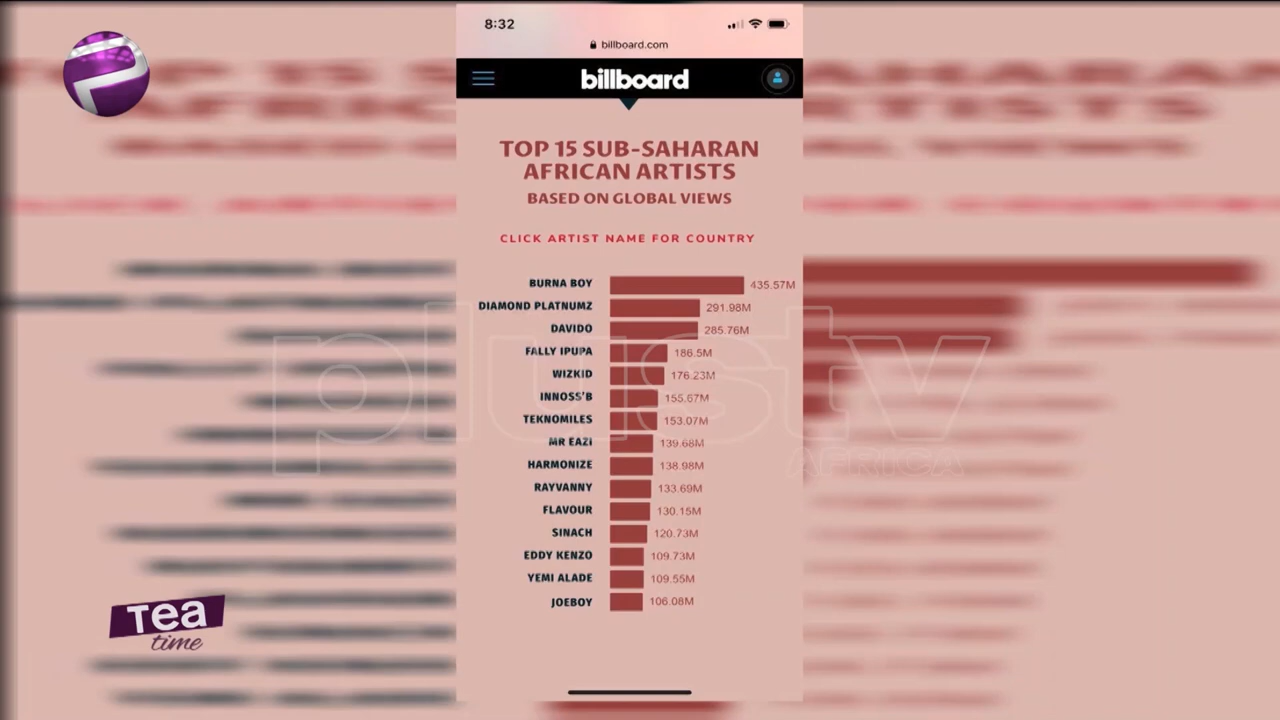 8:32
billboard.com
billboard
TOP 15 SUB-SAHARAN
AFRICAN ARTISTS
BASED ON GLOBAL VIEWS
CLICK ARTIST NAME FOR COUNTRY
BURNA BOY 435.57M
DIAMOND PLATNUMZ 291.98M
DAVIDO 285.76M
FALLY IPUPA 186.5M
WIZKID 176.23M
INNOSS'B 155.67M
TEKNOMILES 153.07M
MR EAZI 139.68M
HARMONIZE 138.98M
RAYVANNY 133.69M
FLAVOUR 130.15M
SINACH 120.73M
EDDY KENZO 109.73M
YEMI ALADE 109.55M
JOEBOY 106.08M
plustv
AFRICA
Tea
time